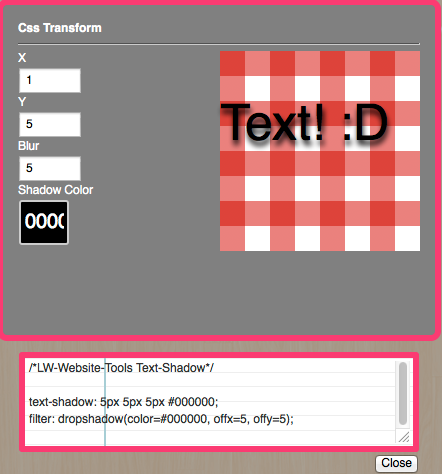 Css Transform
X
1
Y
5
Blur
5
Shadow Color
Text! :D
/*LW-Website-Tools Text-Shadow*/
text-shadow: 5px 5px 5px #000000;
filter: dropshadow(color=#000000, offx=5, offy=5);
Close